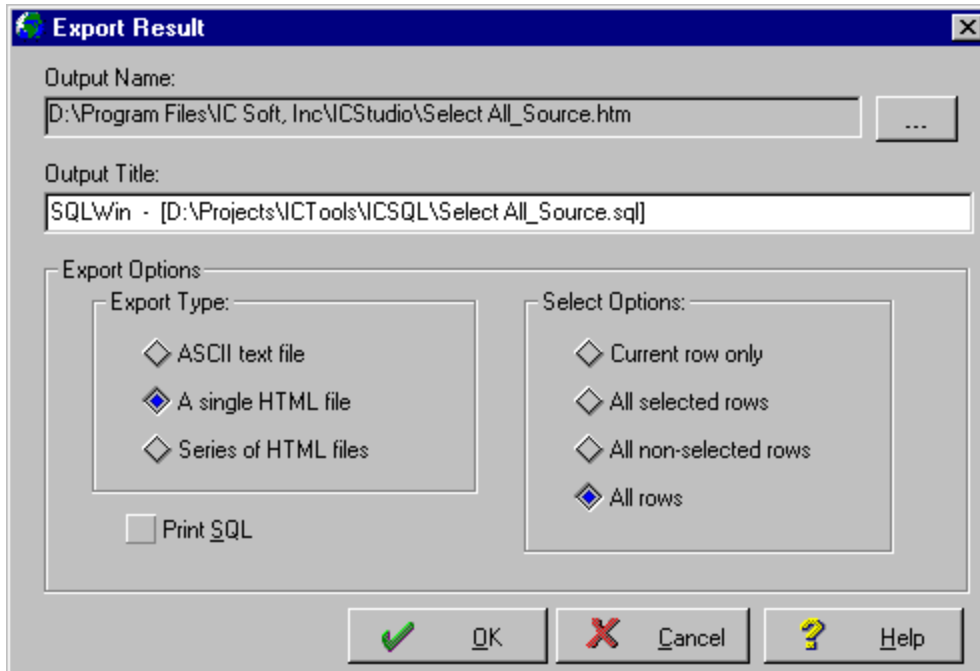 Export Result
Output Name:
D:\Program Files\IC Soft, Inc\ICStudio\Select All_Source.htm
...
Output Title:
SQLWin - [D:\Projects\ICTools\ICSQL\Select All_Source.sql]
Export Options
Export Type:
ASCII text file
A single HTML file
Series of HTML files
Print SQL
Select Options:
Current row only
All selected rows
All non-selected rows
All rows
OK
Cancel
Help